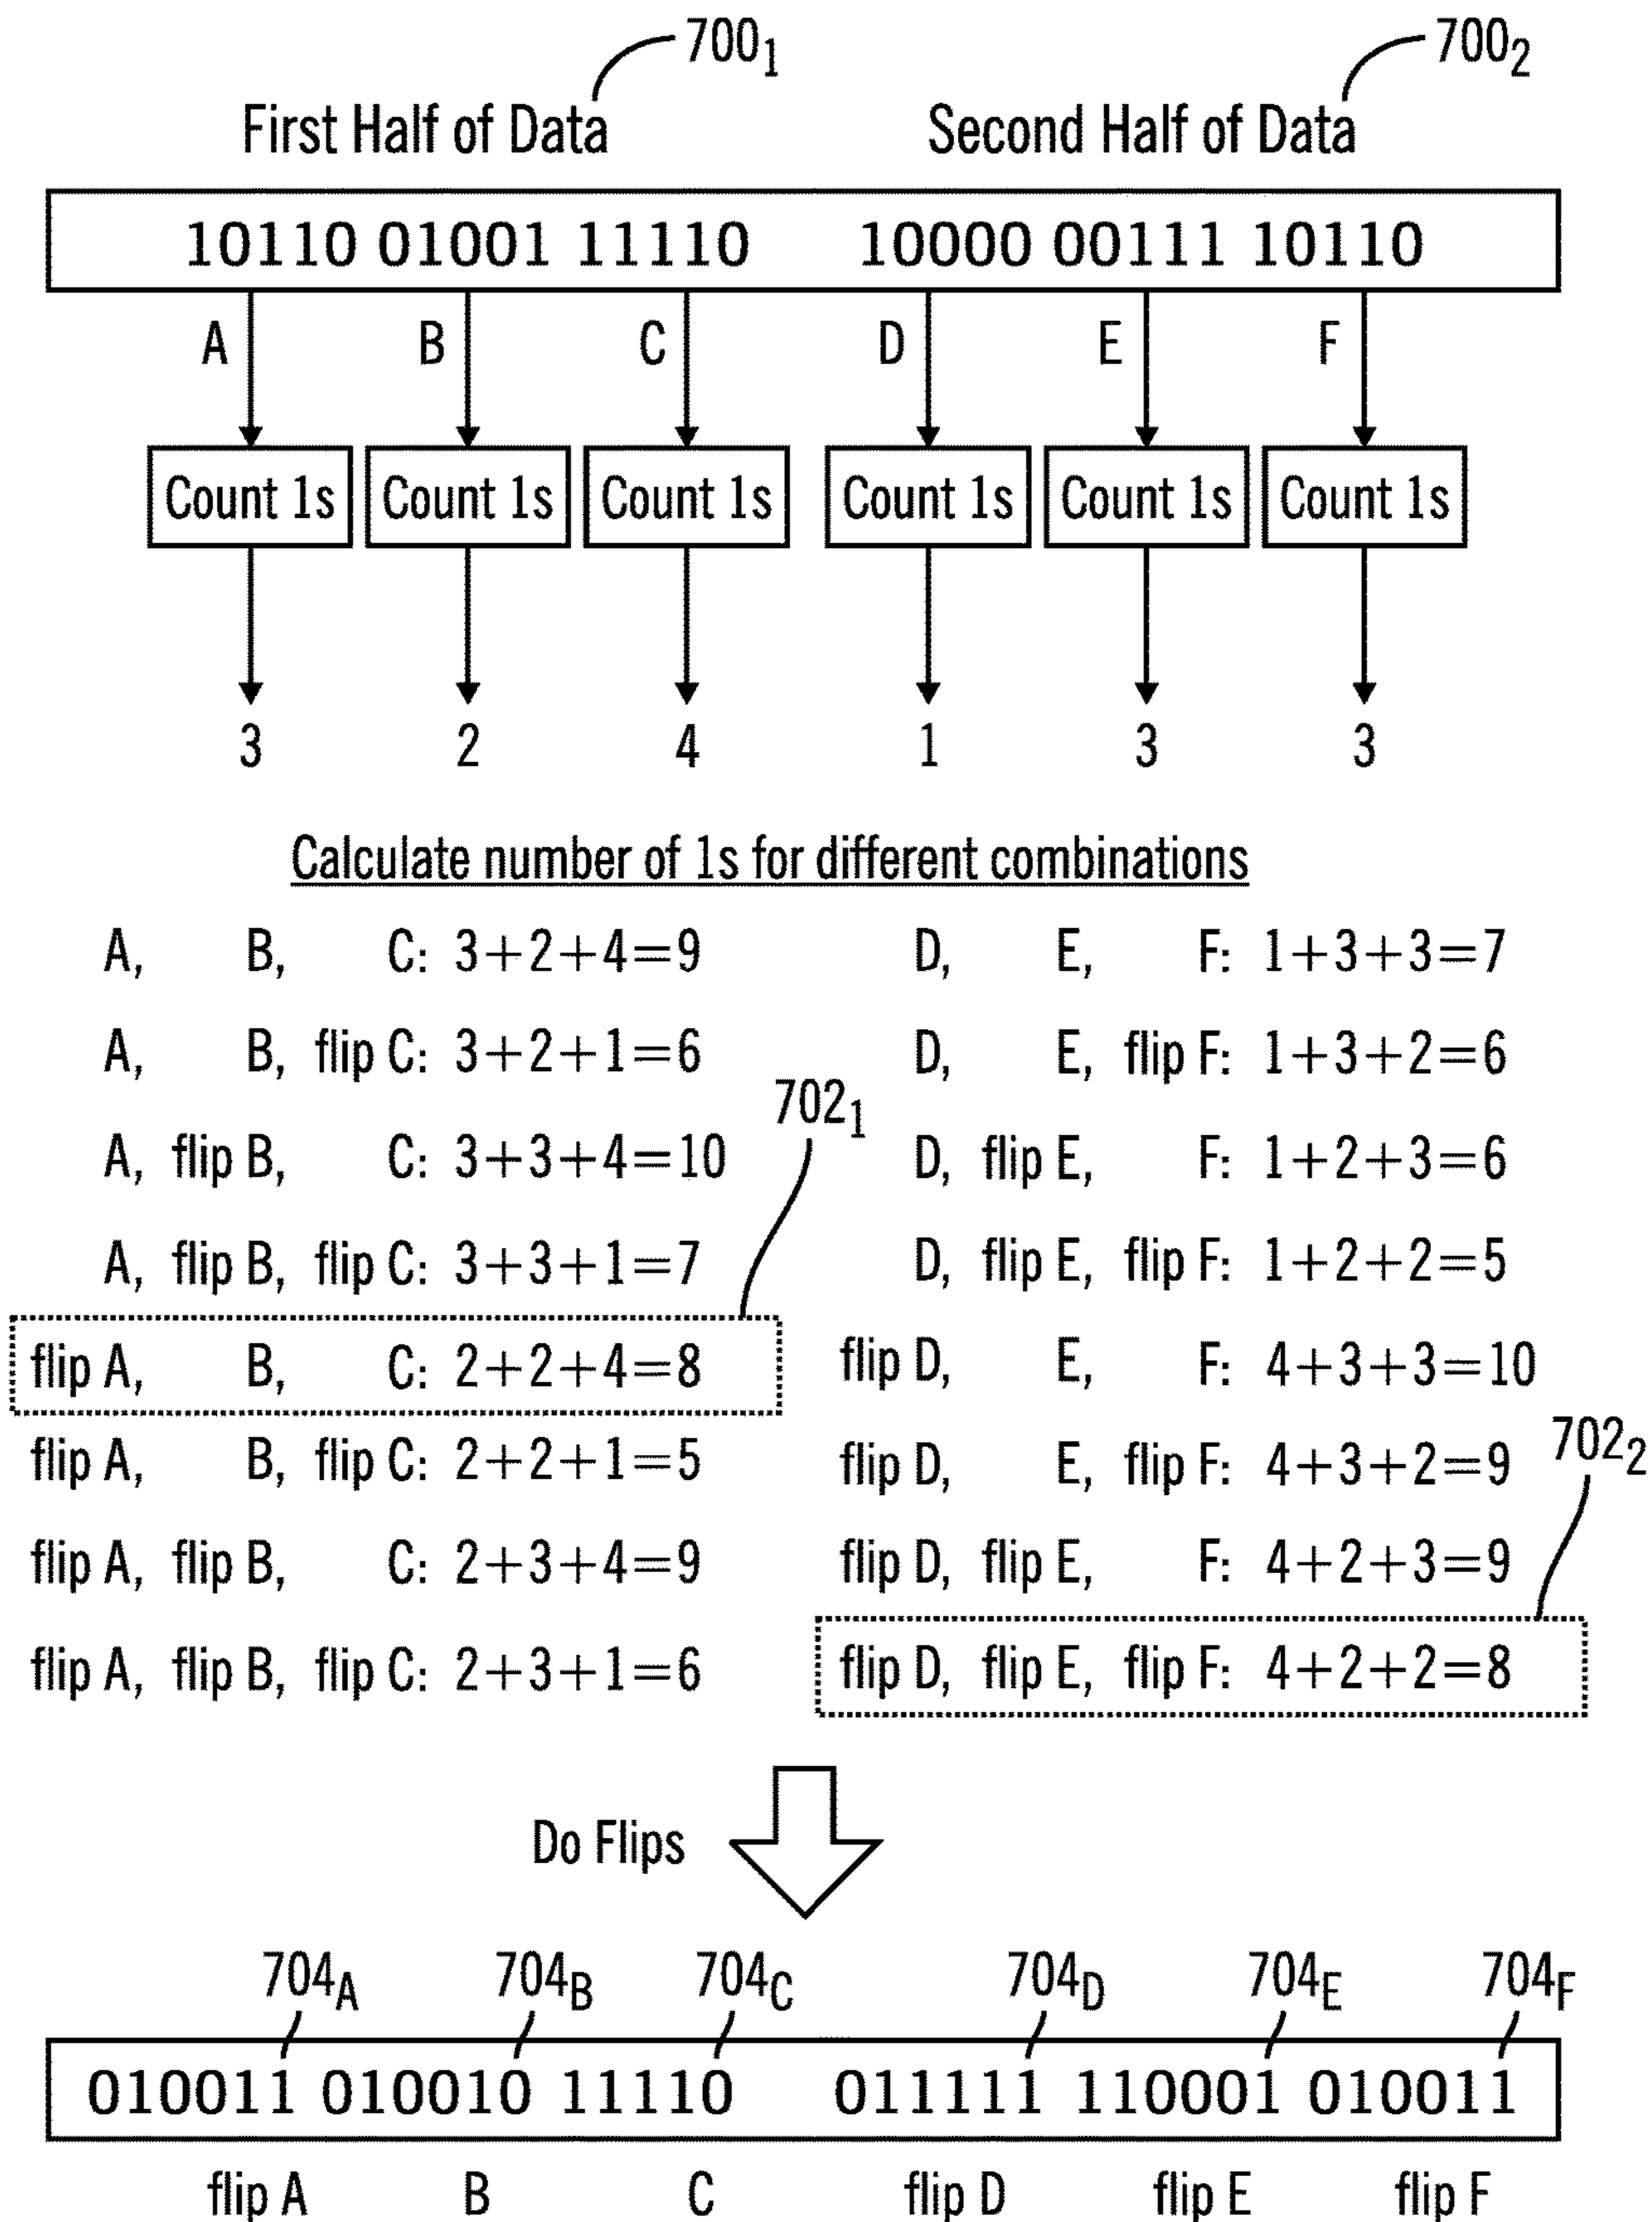 700₁ 700₂
First Half of Data Second Half of Data
10110 01001 11110 10000 00111 10110
A B C D E F
Count 1s Count 1s Count 1s Count 1s Count 1s Count 1s
3 2 4 1 3 3
Calculate number of 1s for different combinations
A, B, C: 3+2+4=9 D, E, F: 1+3+3=7
A, B, flip C: 3+2+1=6 D, E, flip F: 1+3+2=6
702₁
A, flip B, C: 3+3+4=10 D, flip E, F: 1+2+3=6
A, flip B, flip C: 3+3+1=7 D, flip E, flip F: 1+2+2=5
flip A, B, C: 2+2+4=8 flip D, E, F: 4+3+3=10
702₂
flip A, B, flip C: 2+2+1=5 flip D, E, flip F: 4+3+2=9
flip A, flip B, C: 2+3+4=9 flip D, flip E, F: 4+2+3=9
flip A, flip B, flip C: 2+3+1=6 flip D, flip E, flip F: 4+2+2=8
Do Flips
704A 704B 704C 704D 704E 704F
010011 010010 11110 011111 110001 010011
flip A B C flip D flip E flip F